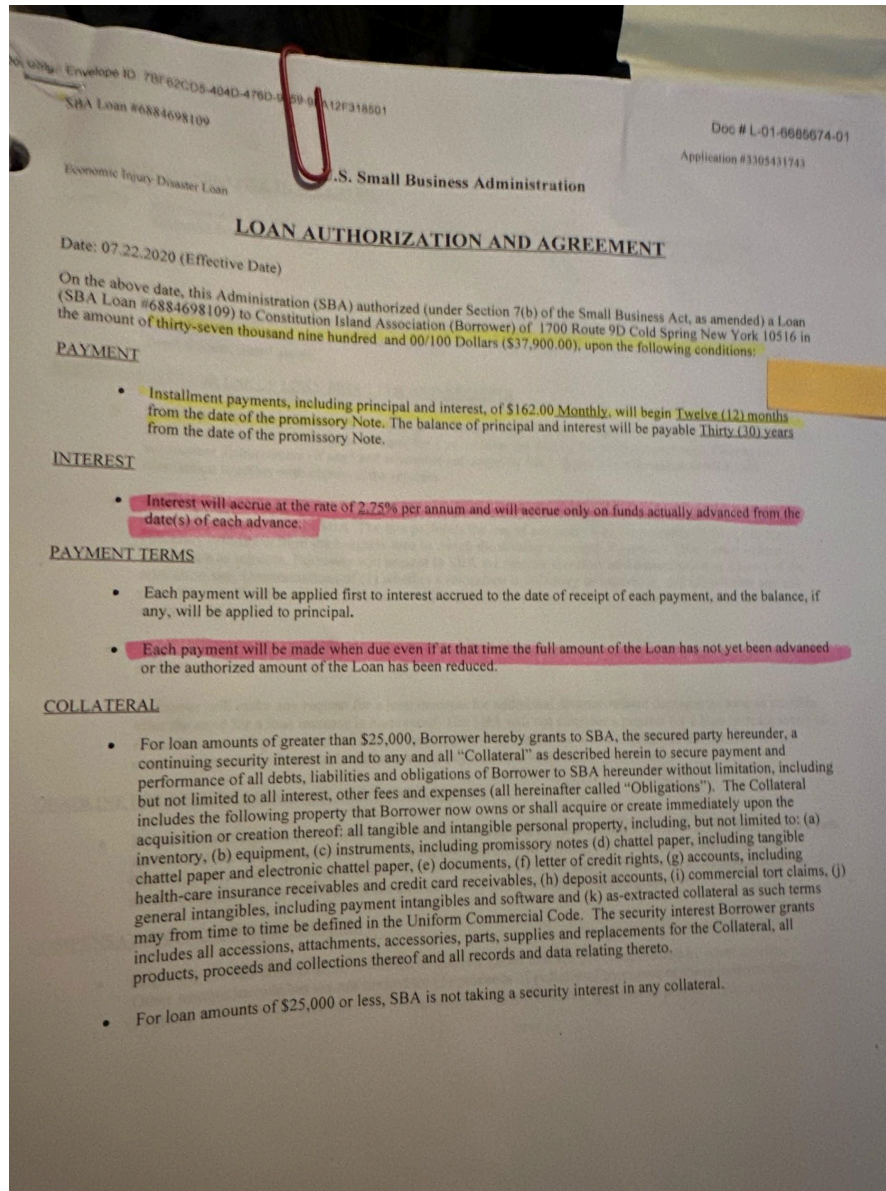 Envelope ID 7BF62CD5-404D-476D-9 59-9 A12F318501
SBA Loan #6884698109
Doc # L-01-6685674-01
Application #3305431743
Economic Injury Disaster Loan
.S. Small Business Administration
LOAN AUTHORIZATION AND AGREEMENT
Date: 07.22.2020 (Effective Date)
On the above date, this Administration (SBA) authorized (under Section 7(b) of the Small Business Act, as amended) a Loan
(SBA Loan #6884698109) to Constitution Island Association (Borrower) of 1700 Route 9D Cold Spring New York 10516 in
the amount of thirty-seven thousand nine hundred and 00/100 Dollars ($37,900.00), upon the following conditions:
PAYMENT
• Installment payments, including principal and interest, of $162.00 Monthly, will begin Twelve (12) months
from the date of the promissory Note. The balance of principal and interest will be payable Thirty (30) years
from the date of the promissory Note.
INTEREST
• Interest will accrue at the rate of 2.75% per annum and will accrue only on funds actually advanced from the
date(s) of each advance.
PAYMENT TERMS
• Each payment will be applied first to interest accrued to the date of receipt of each payment, and the balance, if
any, will be applied to principal.
• Each payment will be made when due even if at that time the full amount of the Loan has not yet been advanced
or the authorized amount of the Loan has been reduced.
COLLATERAL
• For loan amounts of greater than $25,000, Borrower hereby grants to SBA, the secured party hereunder, a
continuing security interest in and to any and all “Collateral” as described herein to secure payment and
performance of all debts, liabilities and obligations of Borrower to SBA hereunder without limitation, including
but not limited to all interest, other fees and expenses (all hereinafter called “Obligations”). The Collateral
includes the following property that Borrower now owns or shall acquire or create immediately upon the
acquisition or creation thereof: all tangible and intangible personal property, including, but not limited to: (a)
inventory, (b) equipment, (c) instruments, including promissory notes (d) chattel paper, including tangible
chattel paper and electronic chattel paper, (e) documents, (f) letter of credit rights, (g) accounts, including
health-care insurance receivables and credit card receivables, (h) deposit accounts, (i) commercial tort claims, (j)
general intangibles, including payment intangibles and software and (k) as-extracted collateral as such terms
may from time to time be defined in the Uniform Commercial Code. The security interest Borrower grants
includes all accessions, attachments, accessories, parts, supplies and replacements for the Collateral, all
products, proceeds and collections thereof and all records and data relating thereto.
• For loan amounts of $25,000 or less, SBA is not taking a security interest in any collateral.